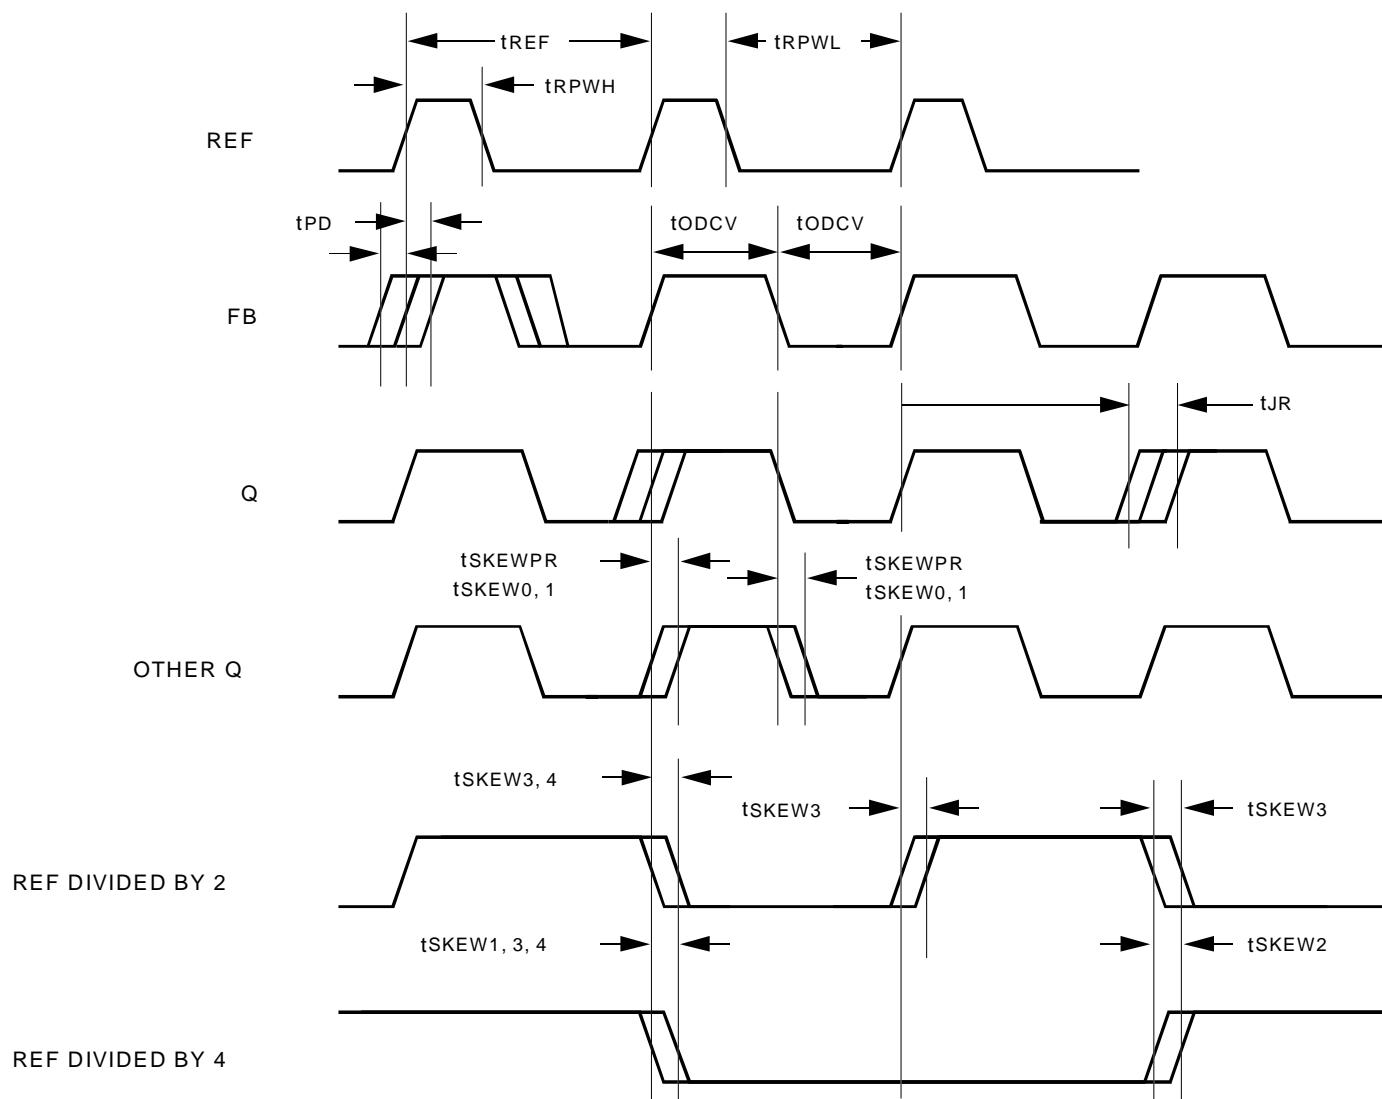 tREF
tRPWL
tRPWH
REF
tPD
tODCV
tODCV
FB
tJR
Q
tSKEWPR
tSKEW0, 1
tSKEWPR
tSKEW0, 1
OTHER Q
tSKEW3, 4
tSKEW3
tSKEW3
REF DIVIDED BY 2
tSKEW1, 3, 4
tSKEW2
REF DIVIDED BY 4